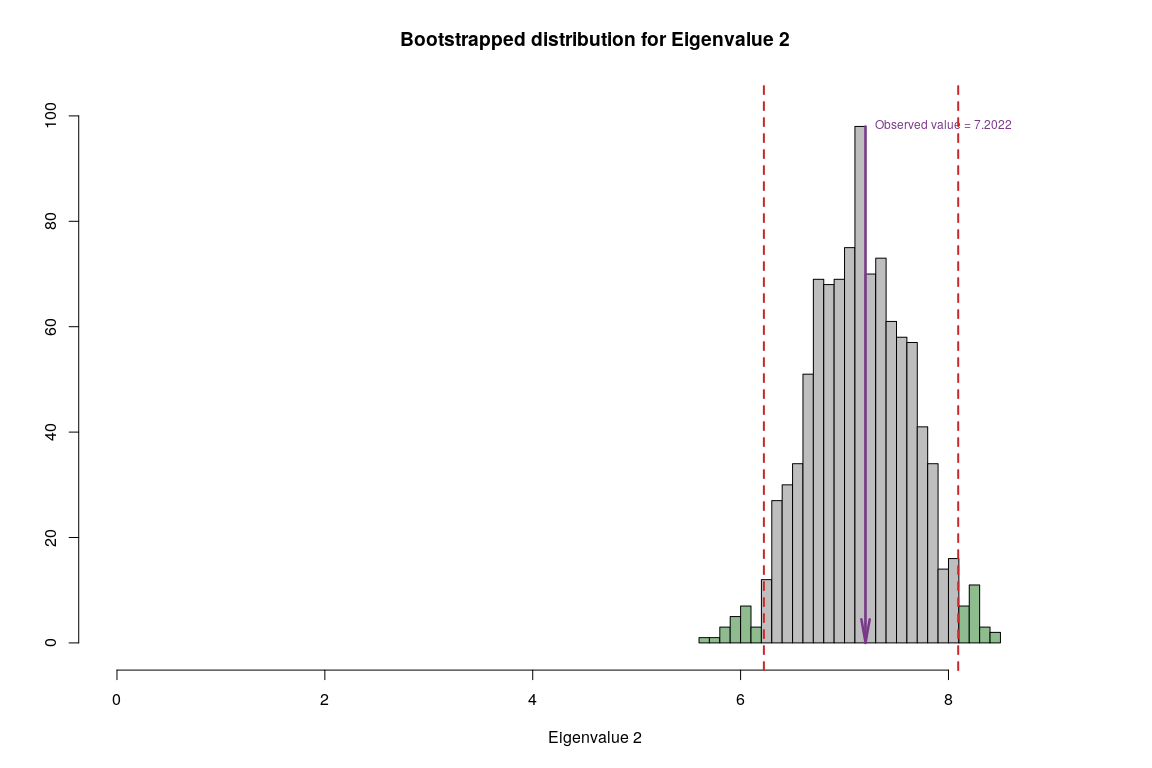 Bootstrapped distribution for Eigenvalue 2
Observed value = 7.2022
100
80
60
40
20
0
0 2 4 6 8
Eigenvalue 2